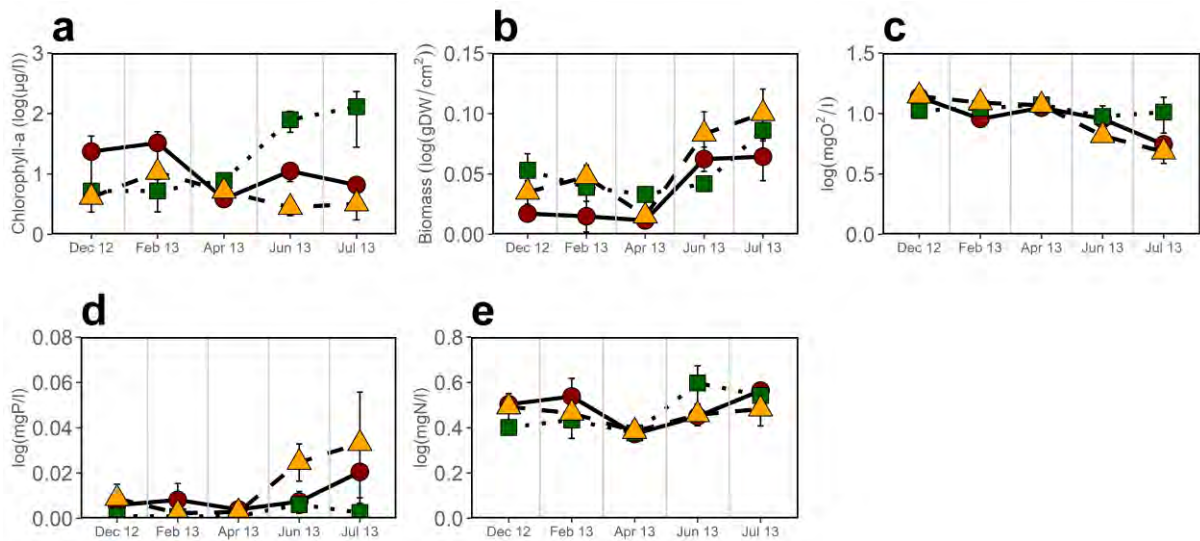 a
Chlorophyll-a (log(µg/l))
3
2
1
0
Dec 12 Feb 13 Apr 13 Jun 13 Jul 13
b
Biomass (log(gDW/cm²))
0.15
0.10
0.05
0.00
Dec 12 Feb 13 Apr 13 Jun 13 Jul 13
c
log(mgO²/l)
1.5
1.0
0.5
0.0
Dec 12 Feb 13 Apr 13 Jun 13 Jul 13
d
log(mgP/l)
0.08
0.06
0.04
0.02
0.00
Dec 12 Feb 13 Apr 13 Jun 13 Jul 13
e
log(mgN/l)
0.8
0.6
0.4
0.2
0.0
Dec 12 Feb 13 Apr 13 Jun 13 Jul 13